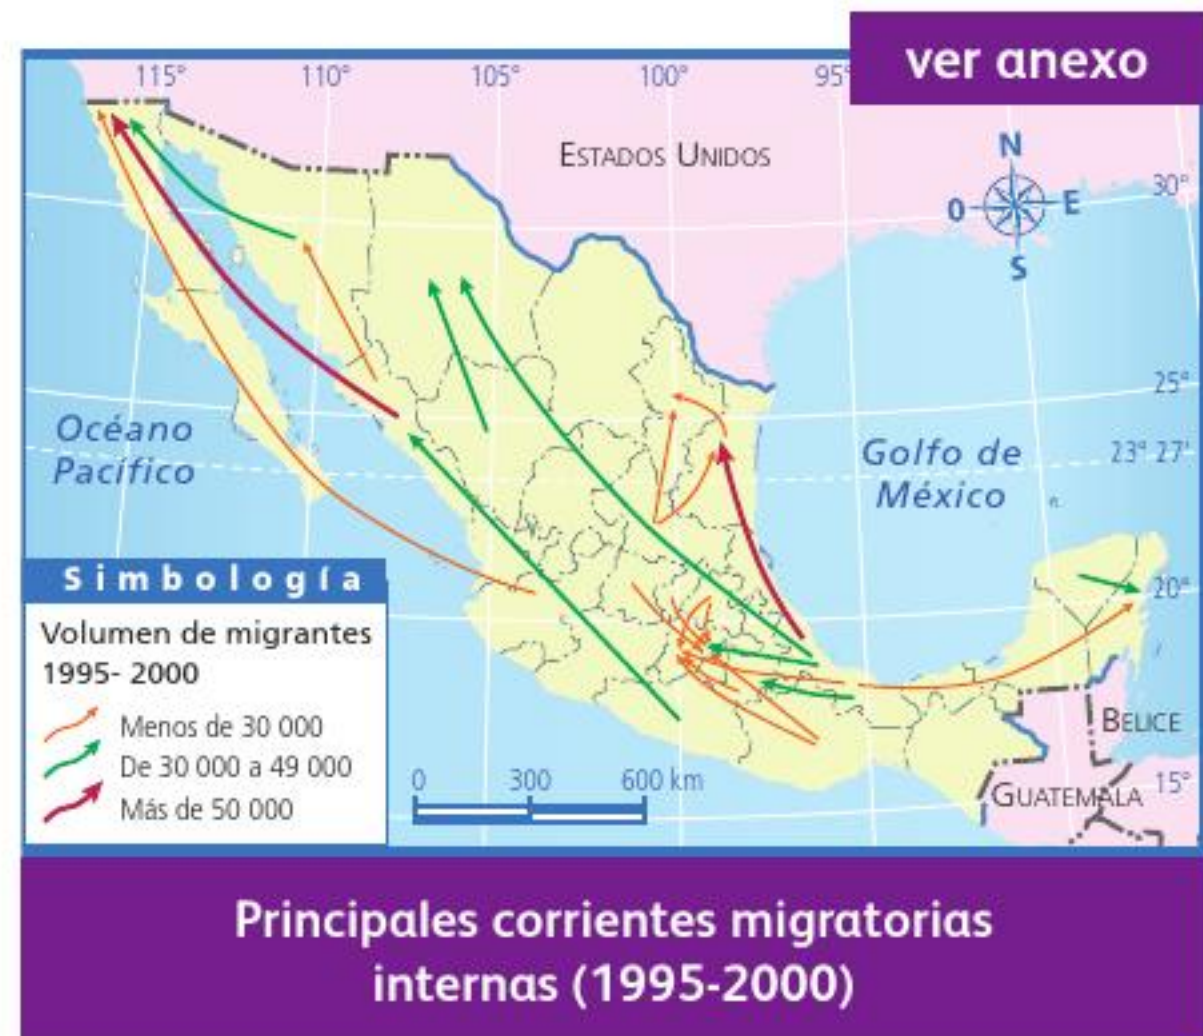 ver anexo
115°
110°
105°
100°
95°
ESTADOS UNIDOS
N
O
E
S
30°
25°
Océano
Pacífico
Golfo de
México
23° 27'
20°
Simbología
Volumen de migrantes
1995- 2000
Menos de 30 000
De 30 000 a 49 000
Más de 50 000
0
300
600 km
BELICE
GUATEMALA
15°
Principales corrientes migratorias
internas (1995-2000)